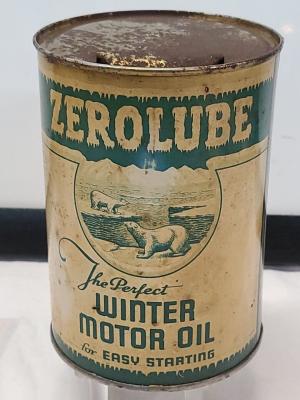 ZEROLUBE
The Perfect
WINTER
MOTOR OIL
for EASY STARTING